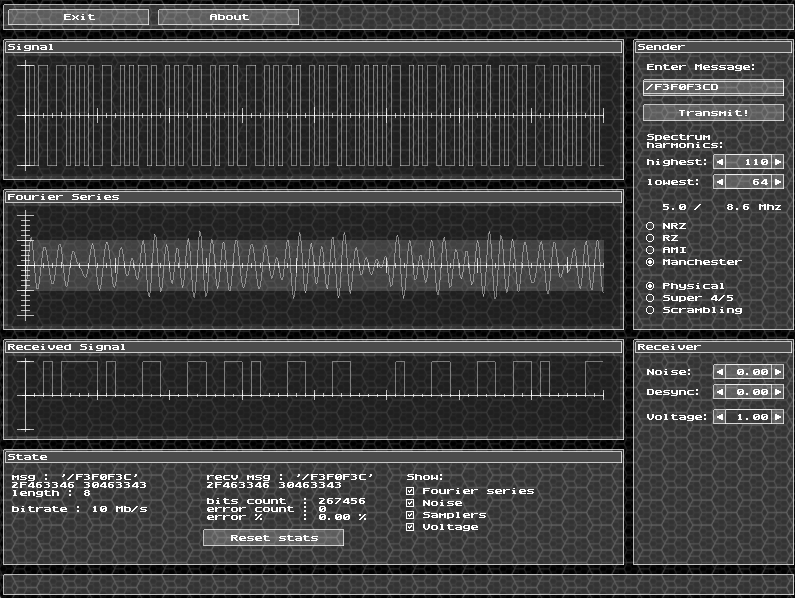 Exit
About
Signal
Fourier Series
Received Signal
State
msg : '/F3F0F3C'
2F463346 30463343
length : 8
bitrate : 10 Mb/s
recv msg : '/F3F0F3C'
2F463346 30463343
bits count : 267456
error count : 0
error % : 0.00 %
Reset stats
Show:
Fourier series
Noise
Samplers
Voltage
Sender
Enter Message:
/F3F0F3CD
Transmit!
Spectrum
harmonics:
highest: 110
lowest: 64
5.0 / 8.6 Mhz
NRZ
RZ
AMI
Manchester
Physical
Super 4/5
Scrambling
Receiver
Noise: 0.00
Desync: 0.00
Voltage: 1.00